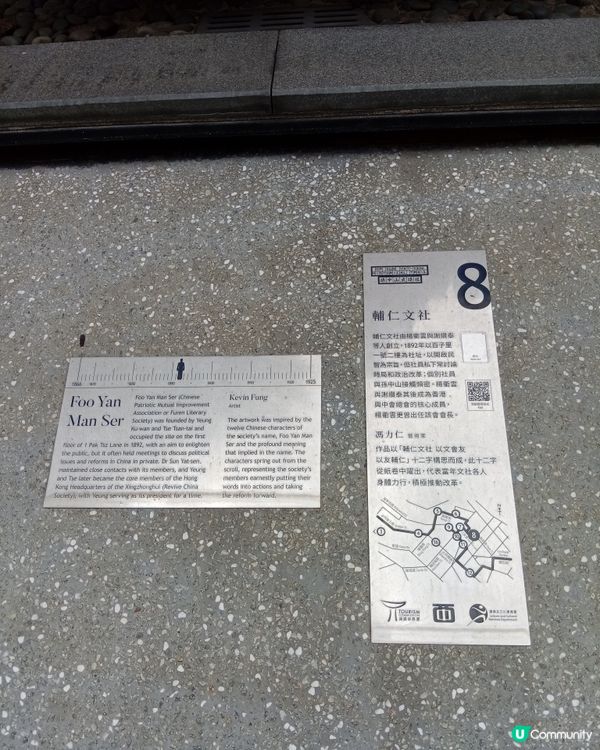 Foo Yan
Man Ser
Foo Yan Man Ser (Chinese
Patriotic Mutual Improvement
Association or Furen Literary
Society) was founded by Yeung
Ku-wan and Tse Tsan-tai and
occupied the site on the first
floor of 1 Pak Tsz Lane in 1892, with an aim to enlighten
the public, but it often held meetings to discuss political
issues and reforms in China in private. Dr Sun Yat-sen
maintained close contacts with its members, and Yeung
and Tse later became the core members of the Hong
Kong Headquarters of the Xingzhonghui (Revive China
Society), with Yeung serving as its president for a time.
1925
Kevin Fung
Artist
The artwork was inspired by the
twelve Chinese characters of
the society's name, Foo Yan Man
Ser and the profound meaning
that implied in the name. The
characters spring out from the
scroll, representing the society's
members earnestly putting their
words into actions and taking
the reform forward.
8
輔仁文社
輔仁文社由楊衢雲與謝纘泰
等人創立，1892年以百子里
一號二樓為社址，以開啟民
智為宗旨，但社員私下常討論
時局和政治改革；個別社員
與孫中山接觸頻密，楊衢雲
與謝纘泰其後成為香港
興中會總會的核心成員，
楊衢雲更曾出任該會會長。
馮力仁 藝術家
作品以「輔仁文社 以文會友
以友輔仁」十二字構思而成，此十二字
從紙卷中躍出，代表當年文社各人
身體力行，積極推動改革。
1
8
TOURISM
U Community